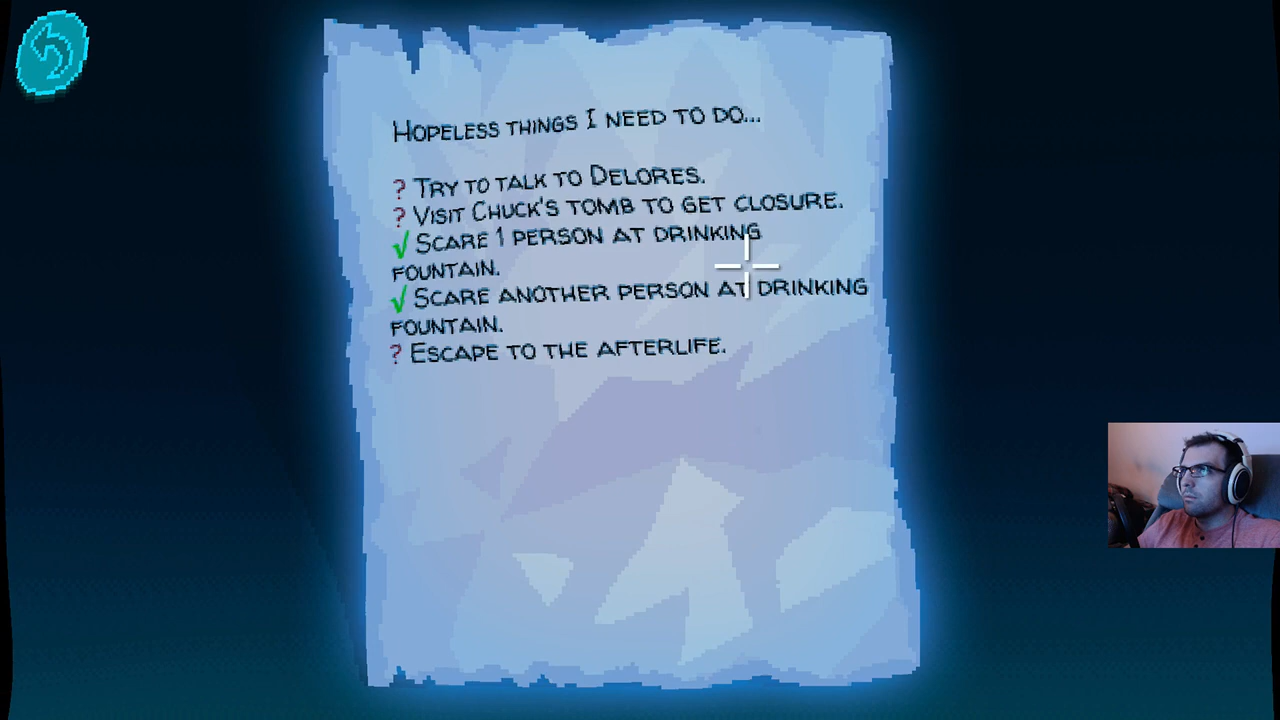 HOPELESS THINGS I NEED TO DO...
? TRY TO TALK TO DELORES.
? VISIT CHUCK'S TOMB TO GET CLOSURE.
√ SCARE 1 PERSON AT DRINKING
FOUNTAIN.
√ SCARE ANOTHER PERSON AT DRINKING
FOUNTAIN.
? ESCAPE TO THE AFTERLIFE.